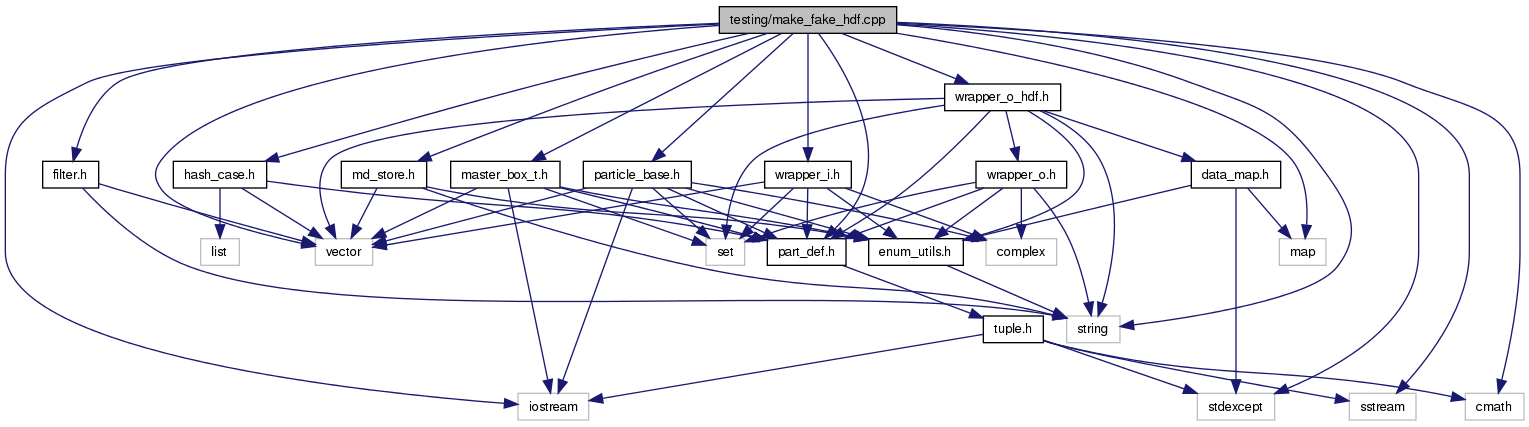 testing/make_fake_hdf.cpp
wrapper_o_hdf.h
filter.h
hash_case.h
md_store.h
master_box_t.h
particle_base.h
wrapper_i.h
wrapper_o.h
data_map.h
list
vector
set
part_def.h
enum_utils.h
complex
map
tuple.h
string
iostream
stdexcept
sstream
cmath